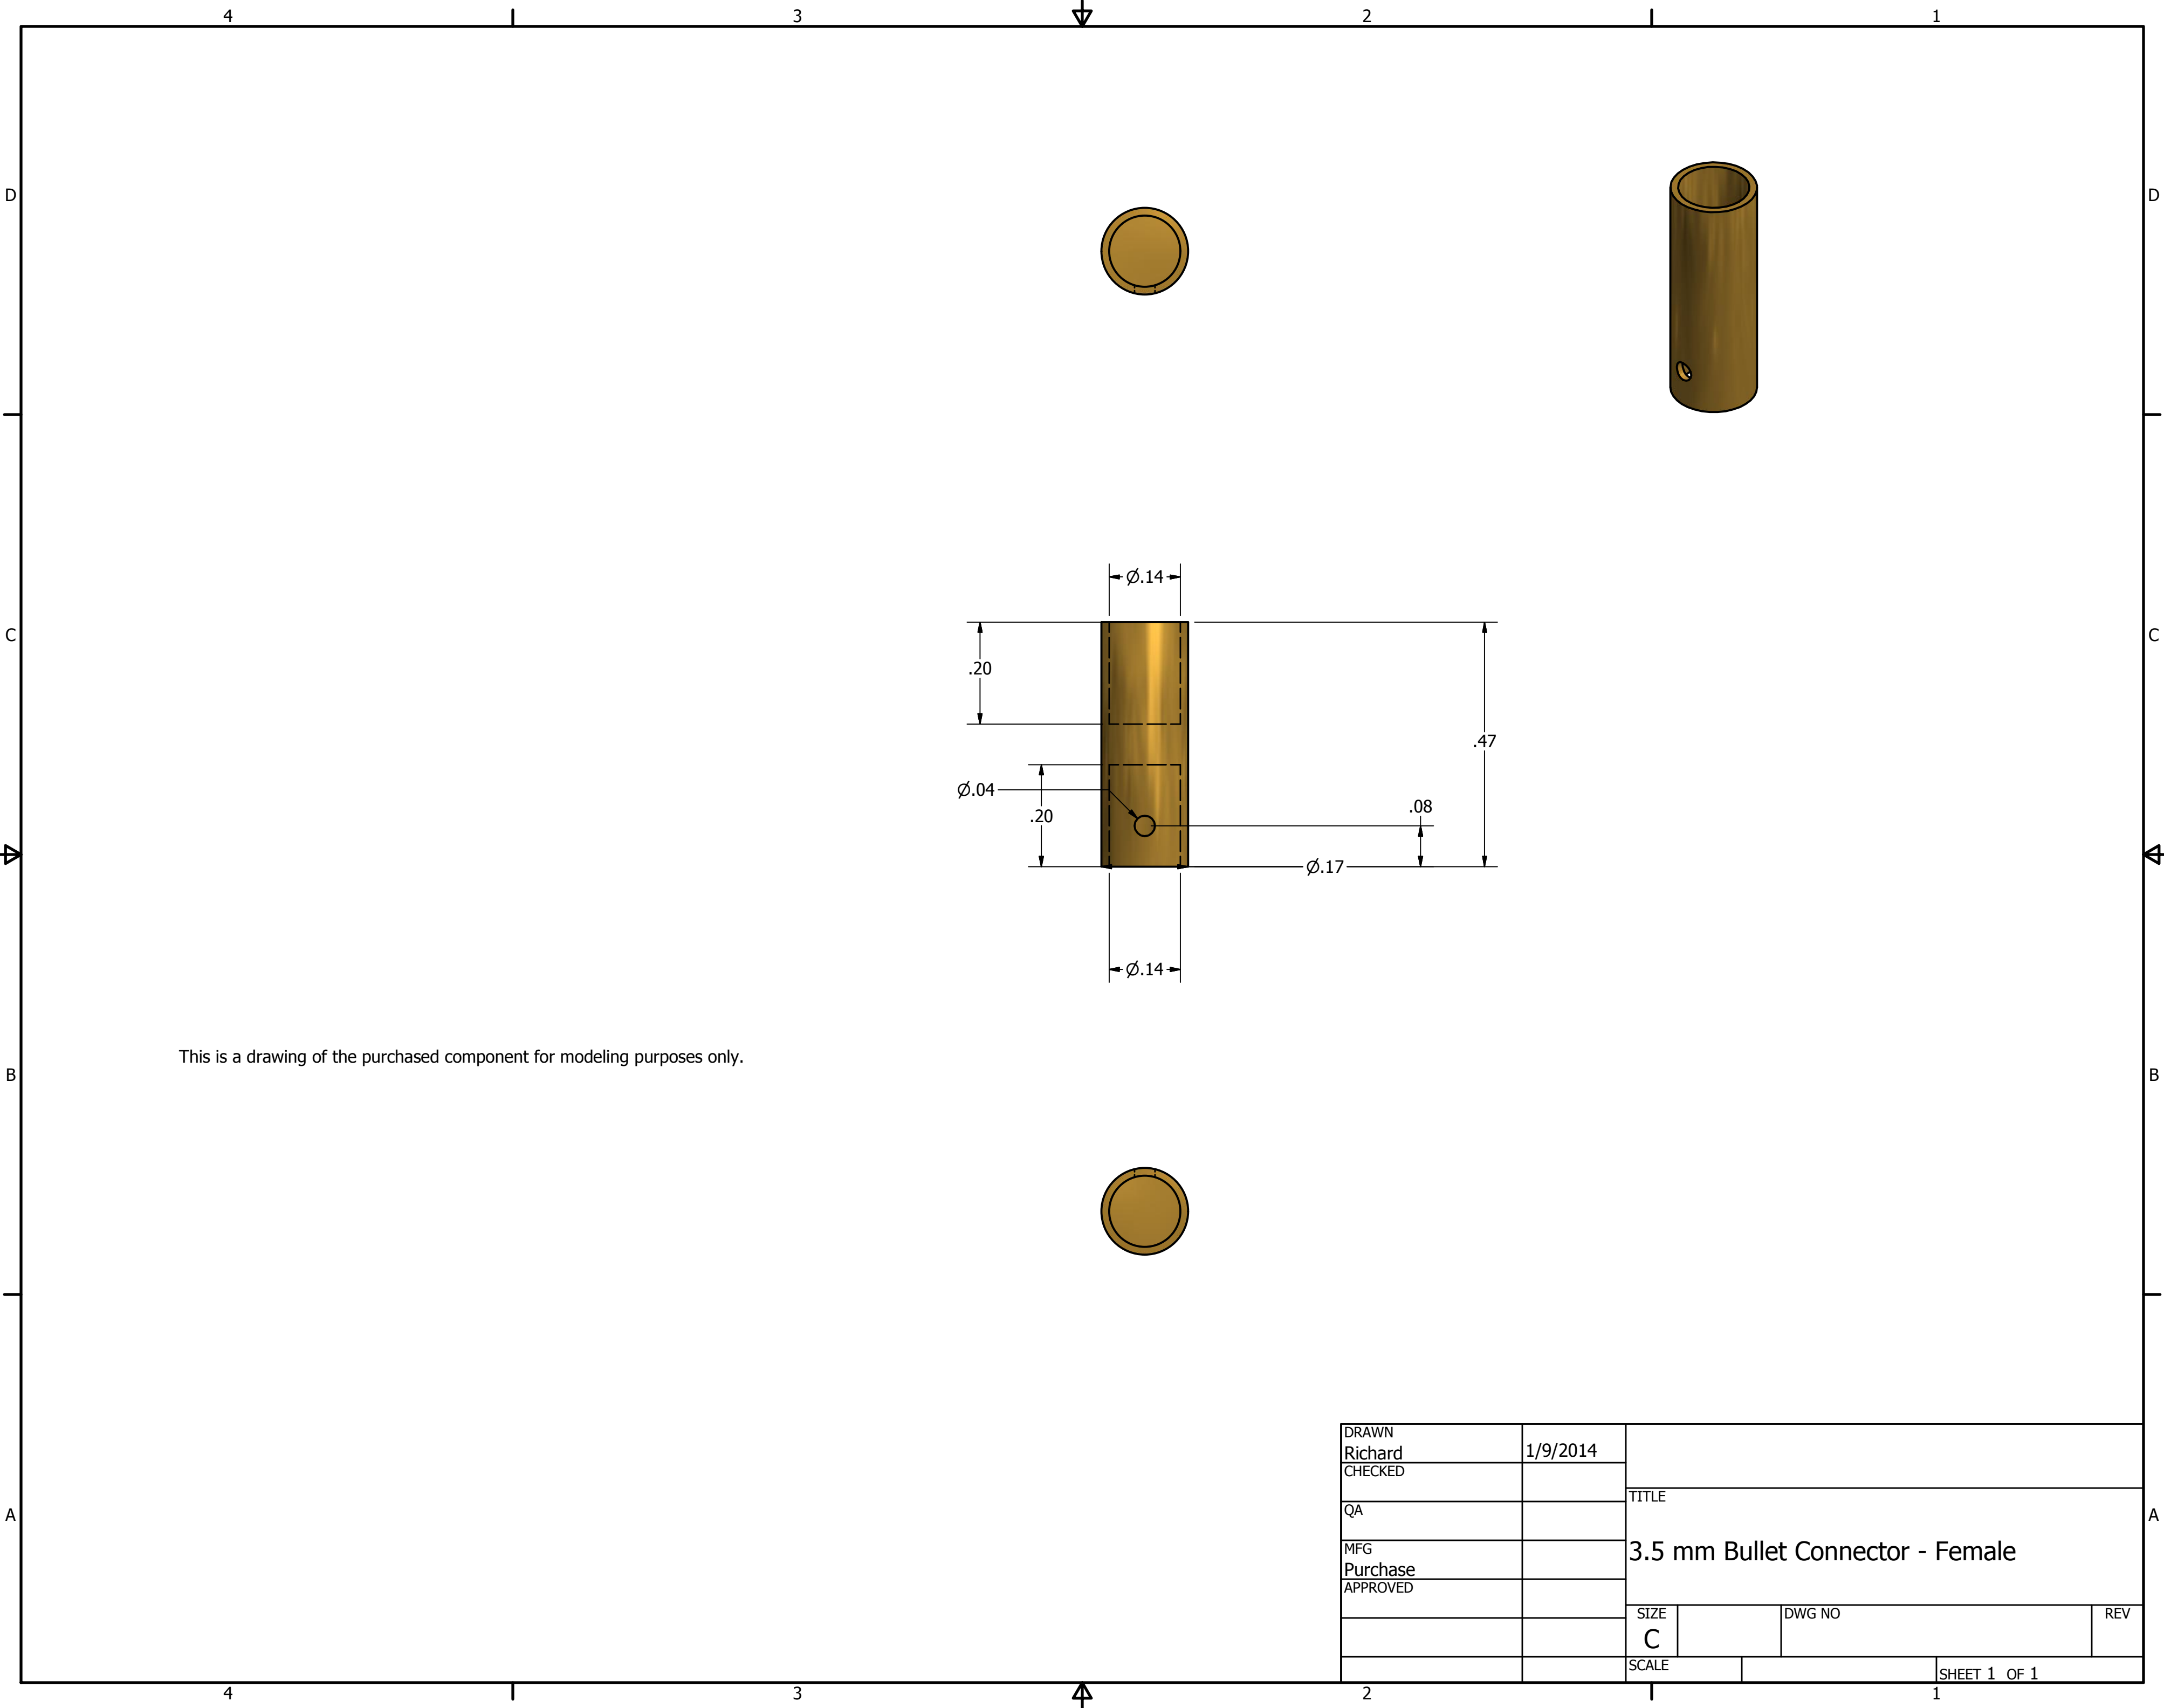 4 3 2 1
D D
Ø.14
C C
.20
.47
Ø.04
.08
.20
Ø.17
Ø.14
This is a drawing of the purchased component for modeling purposes only.
B B
DRAWN
Richard 1/9/2014
CHECKED
TITLE
QA
A A
3.5 mm Bullet Connector - Female
MFG
Purchase
APPROVED
SIZE DWG NO REV
C
SCALE
SHEET 1 OF 1
4 3 2 1